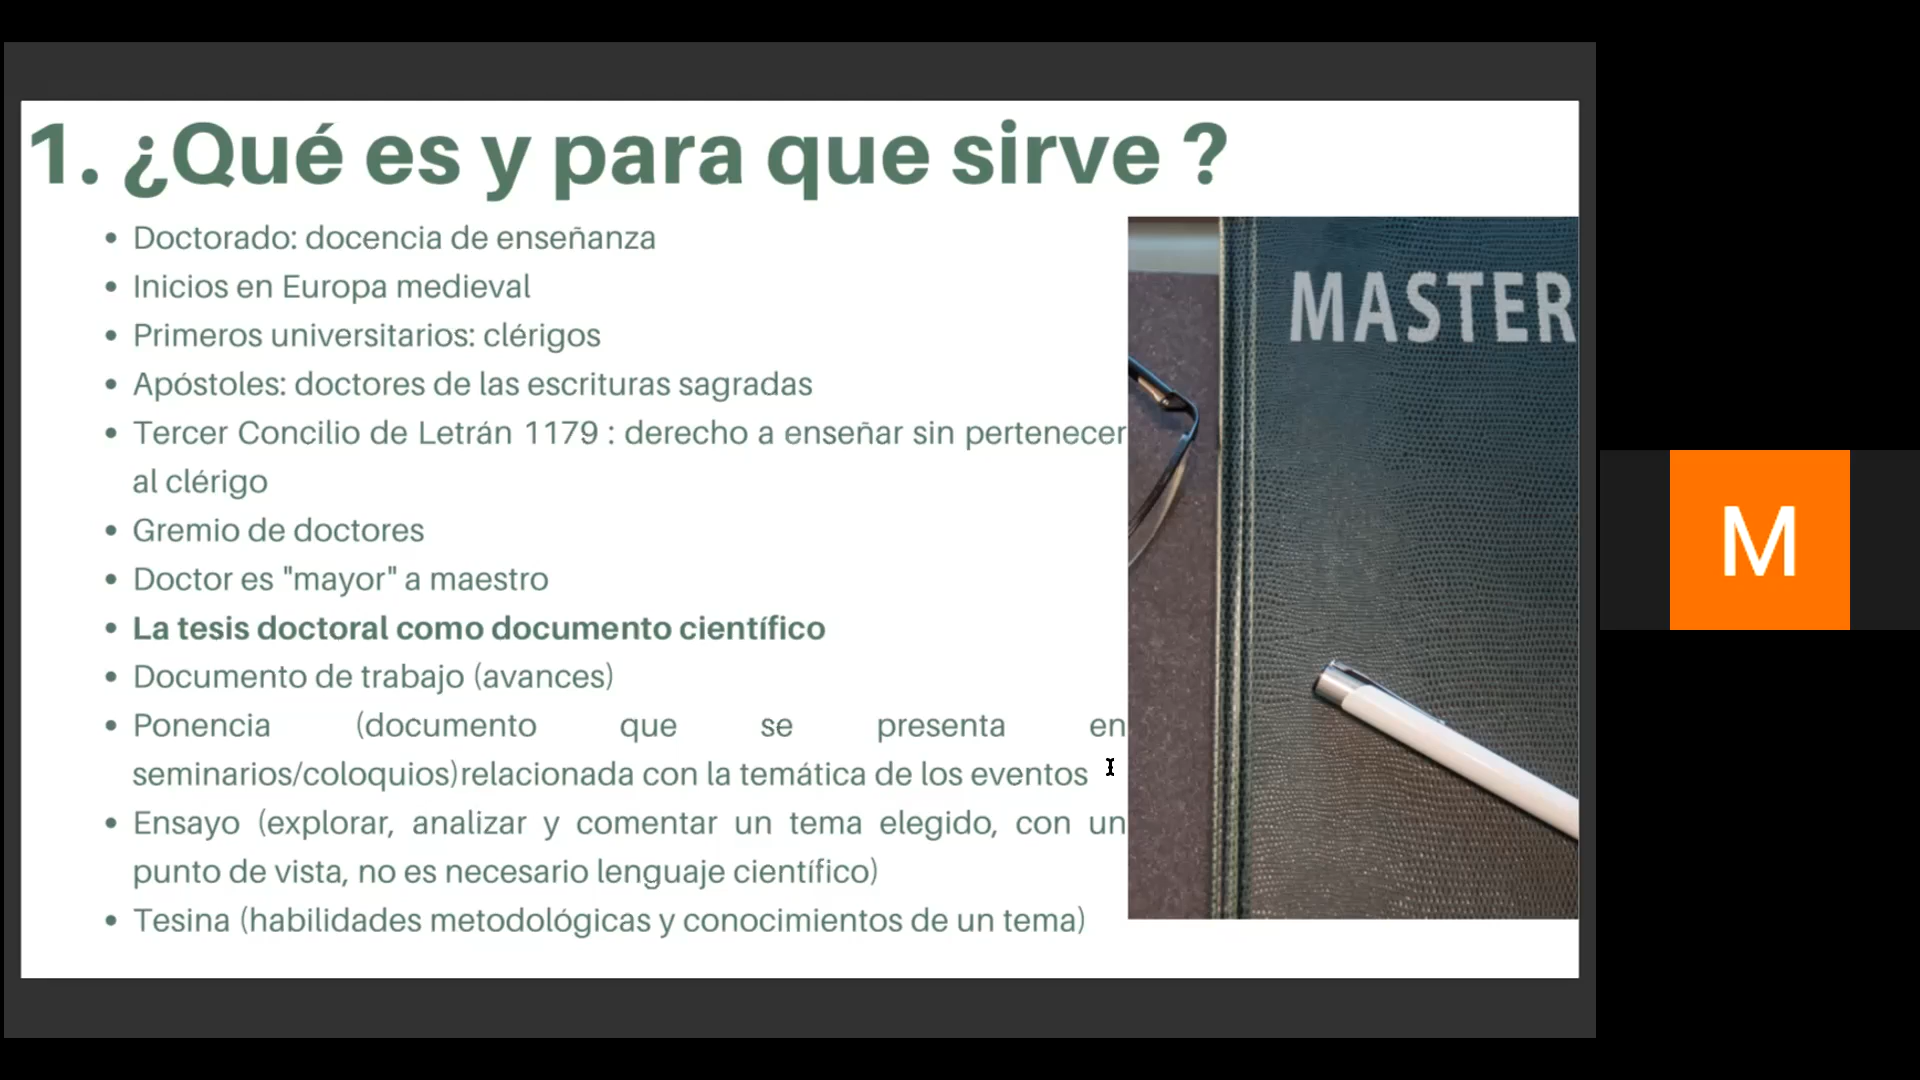 1. ¿Qué es y para que sirve ?
• Doctorado: docencia de enseñanza
• Inicios en Europa medieval
• Primeros universitarios: clérigos
• Apóstoles: doctores de las escrituras sagradas
• Tercer Concilio de Letrán 1179 : derecho a enseñar sin pertenecer
al clérigo
• Gremio de doctores
• Doctor es "mayor" a maestro
• La tesis doctoral como documento científico
• Documento de trabajo (avances)
• Ponencia (documento que se presenta en
seminarios/coloquios)relacionada con la temática de los eventos
• Ensayo (explorar, analizar y comentar un tema elegido, con un
punto de vista, no es necesario lenguaje científico)
• Tesina (habilidades metodológicas y conocimientos de un tema)
MASTER
M